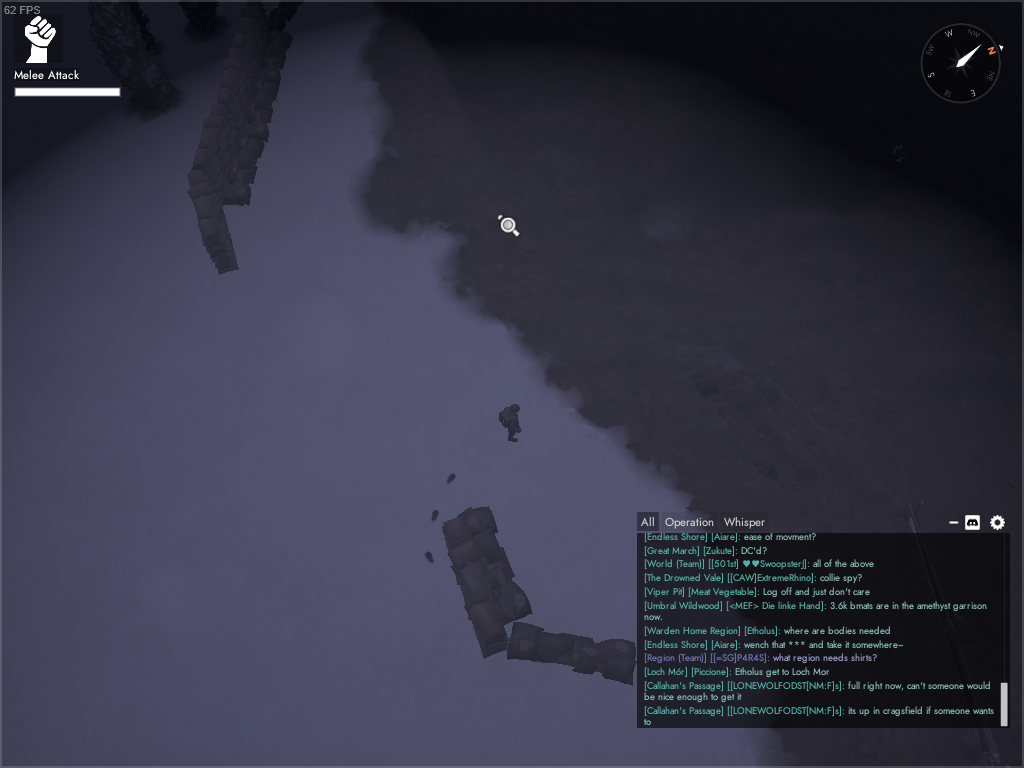 62 FPS
Melee Attack
W
NW
N
SW
NE
S
SE
E
All Operation Whisper
[Endless Shore] [Aiare]: ease of movment?
[Great March] [Zukute]: DC'd?
[World (Team)] [[501st] ♥♥Swoopster]]: all of the above
[The Drowned Vale] [[CAW]ExtremeRhino]: collie spy?
[Viper Pit] [Meat Vegetable]: Log off and just don't care
[Umbral Wildwood] [<MEF> Die linke Hand]: 3.6k bmats are in the amethyst garrison
now.
[Warden Home Region] [Etholus]: where are bodies needed
[Endless Shore] [Aiare]: wench that *** and take it somewhere~
[Region (Team)] [[=SG]P4R4S]: what region needs shirts?
[Loch Mór] [Piccione]: Etholus get to Loch Mor
[Callahan's Passage] [[LONEWOLFODST[NM:F]s]: full right now, can't someone would
be nice enough to get it
[Callahan's Passage] [[LONEWOLFODST[NM:F]s]: its up in cragsfield if someone wants
to